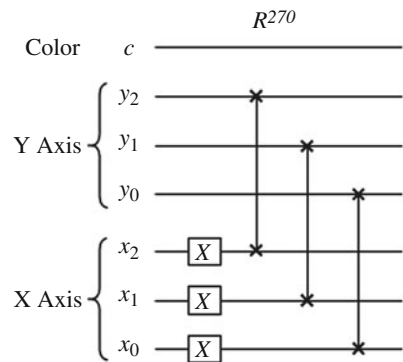 R²⁷⁰
Color c
y₂
Y Axis y₁
y₀
x₂ X
X Axis x₁ X
x₀ X